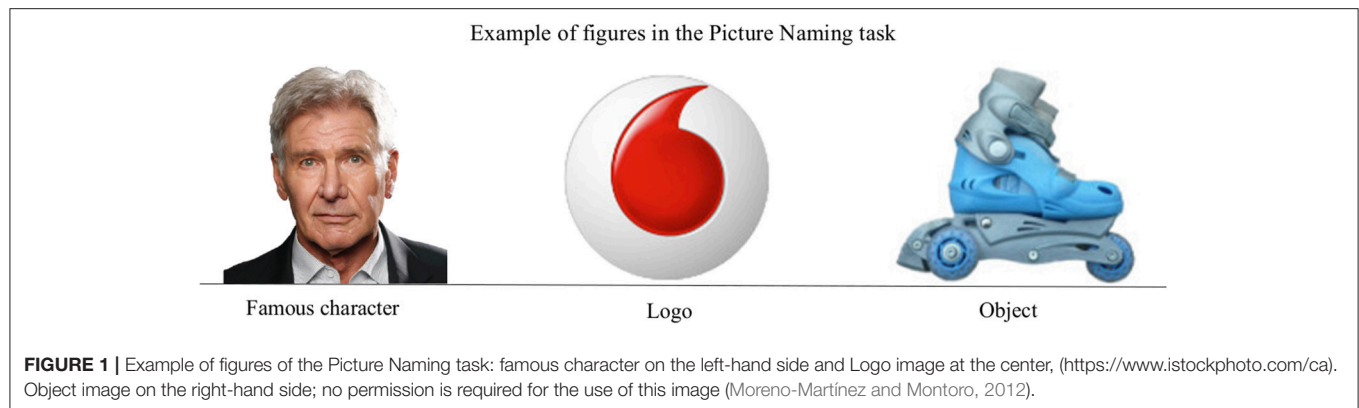 Example of figures in the Picture Naming task
Famous character
Logo
Object
FIGURE 1 | Example of figures of the Picture Naming task: famous character on the left-hand side and Logo image at the center, (https://www.istockphoto.com/ca).
Object image on the right-hand side; no permission is required for the use of this image (Moreno-Martínez and Montoro, 2012).